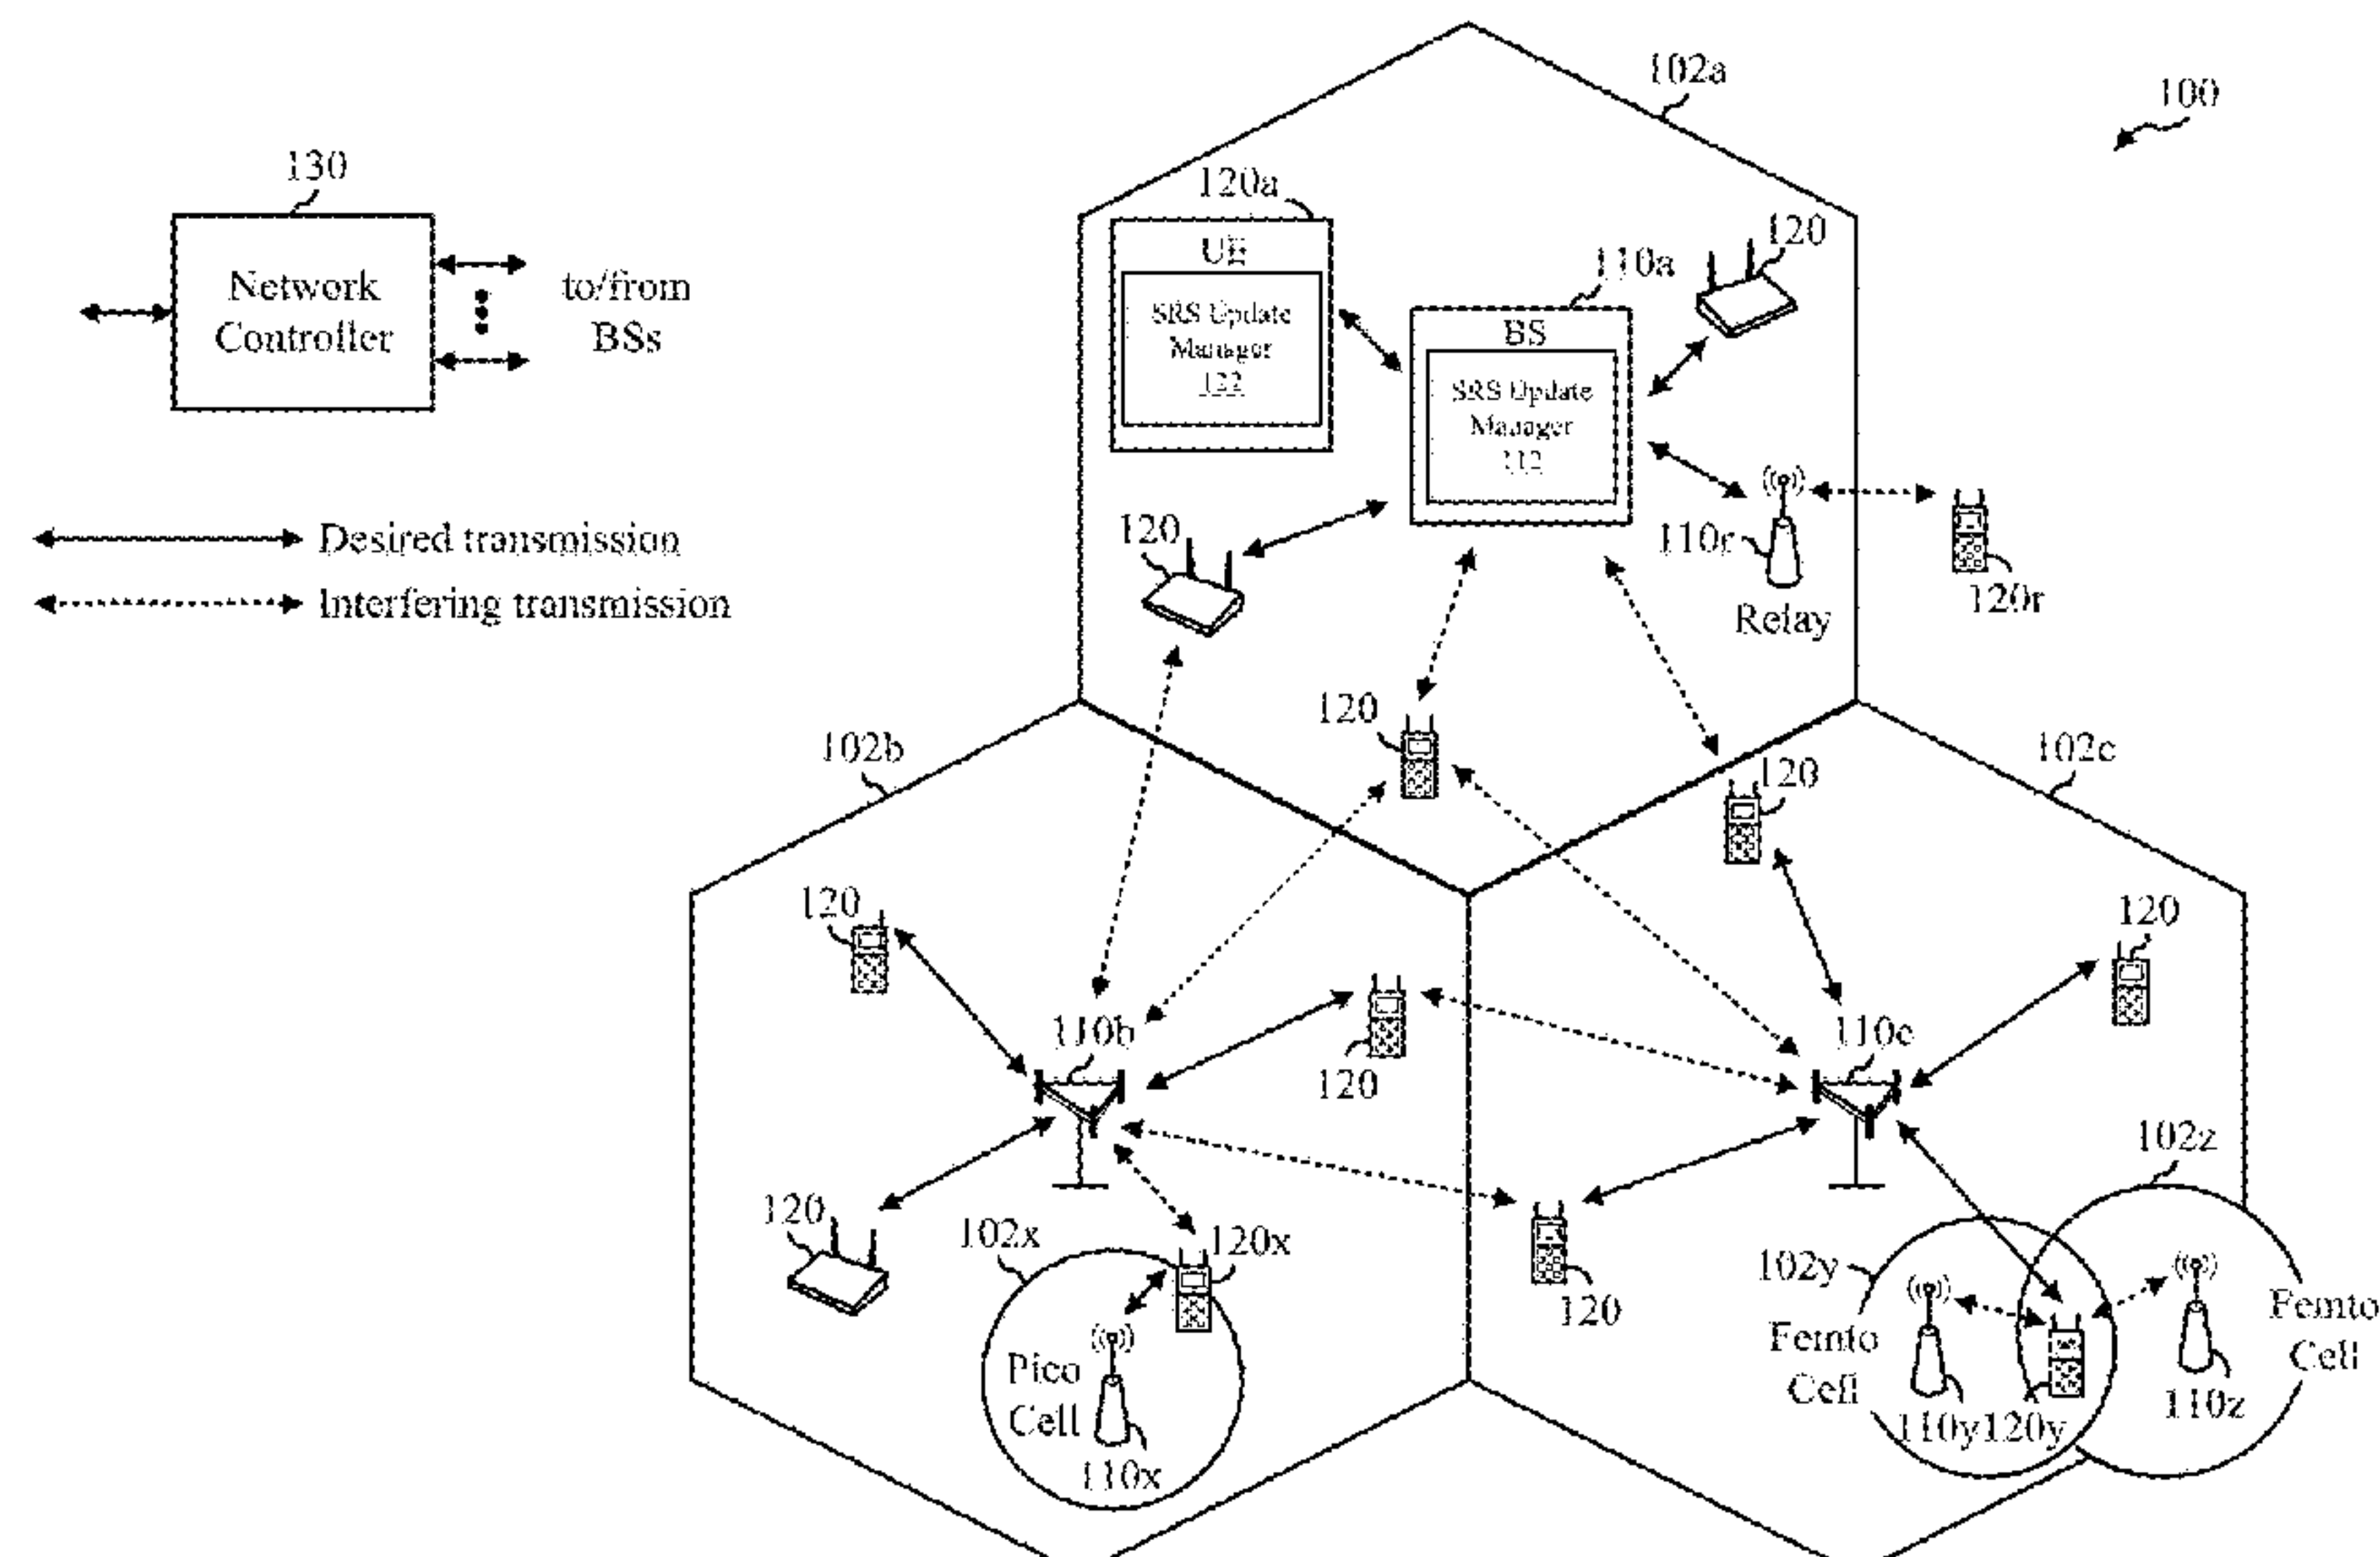 102a
100
130
120a
120
UE
110a
Network
Controller
to/from
BSs
SRS Update
Manager
122
BS
SRS Update
Manager
112
Desired transmission
120
110r
120r
Interfering transmission
Relay
120
102b
102c
120
120
120
110b
110c
120
102z
120
102x
120x
102y
120
Femto
Cell
Femto
Cell
Pico
Cell
110y
120y
110z
110x